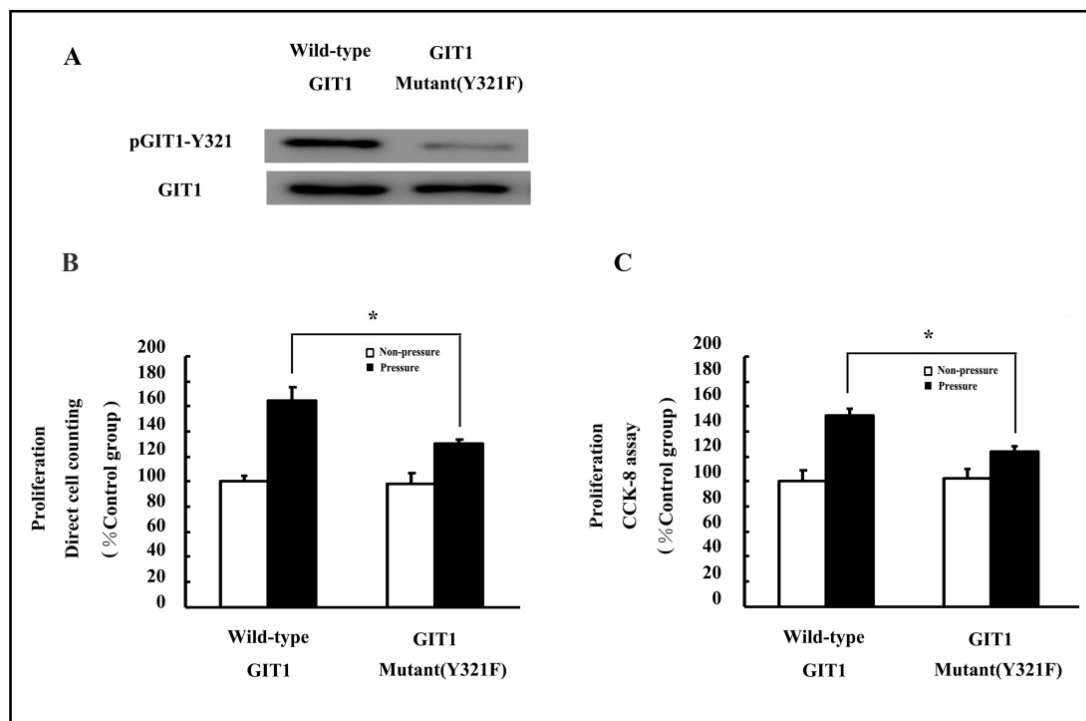 A
Wild-type
GIT1
GIT1
Mutant(Y321F)
pGIT1-Y321
GIT1
B
*
Non-pressure
Pressure
200
180
160
140
120
100
80
60
40
20
0
Proliferation
Direct cell counting
( %Control group )
Wild-type
GIT1
GIT1
Mutant(Y321F)
C
*
Non-pressure
Pressure
200
180
160
140
120
100
80
60
40
20
0
Proliferation
CCK-8 assay
( %Control group )
Wild-type
GIT1
GIT1
Mutant(Y321F)